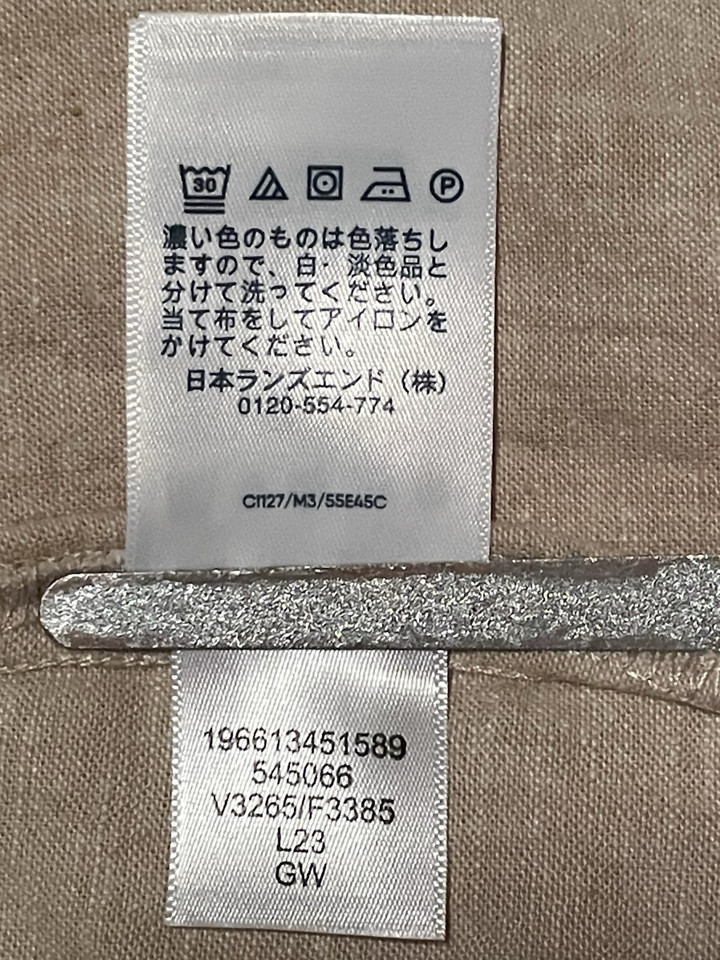 30 P
濃い色のものは色落ちし
ますので、白・淡色品と
分けて洗ってください。
当て布をしてアイロンを
かけてください。
日本ランズエンド（株）
0120-554-774
C1127/M3/55E45C
196613451589
545066
V3265/F3385
L23
GW